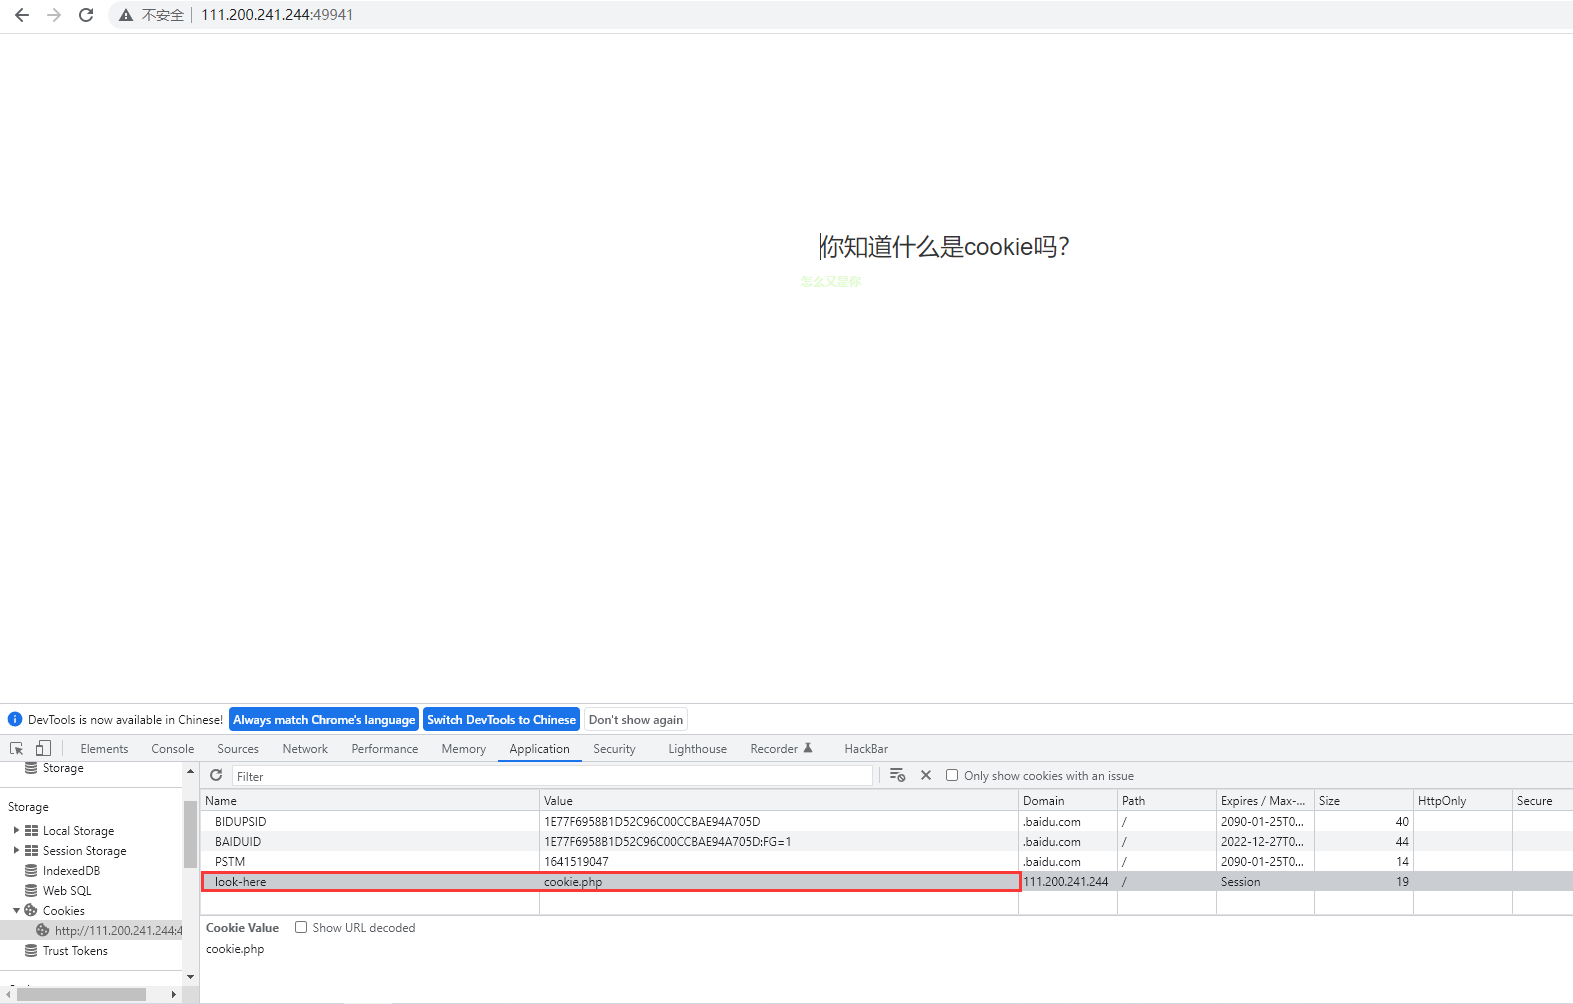 不安全 111.200.241.244:49941
你知道什么是cookie吗?
怎么又是你
DevTools is now available in Chinese! Always match Chrome's language Switch DevTools to Chinese Don't show again
Elements Console Sources Network Performance Memory Application Security Lighthouse Recorder HackBar
Storage
Storage
Local Storage
Session Storage
IndexedDB
Web SQL
Cookies
http://111.200.241.244:4
Trust Tokens
Filter Only show cookies with an issue
Name Value Domain Path Expires / Max-... Size HttpOnly Secure
BIDUPSID 1E77F6958B1D52C96C00CCBAE94A705D .baidu.com / 2090-01-25T0... 40
BAIDUID 1E77F6958B1D52C96C00CCBAE94A705D:FG=1 .baidu.com / 2022-12-27T0... 44
PSTM 1641519047 .baidu.com / 2090-01-25T0... 14
look-here cookie.php 111.200.241.244 / Session 19
Cookie Value Show URL decoded
cookie.php